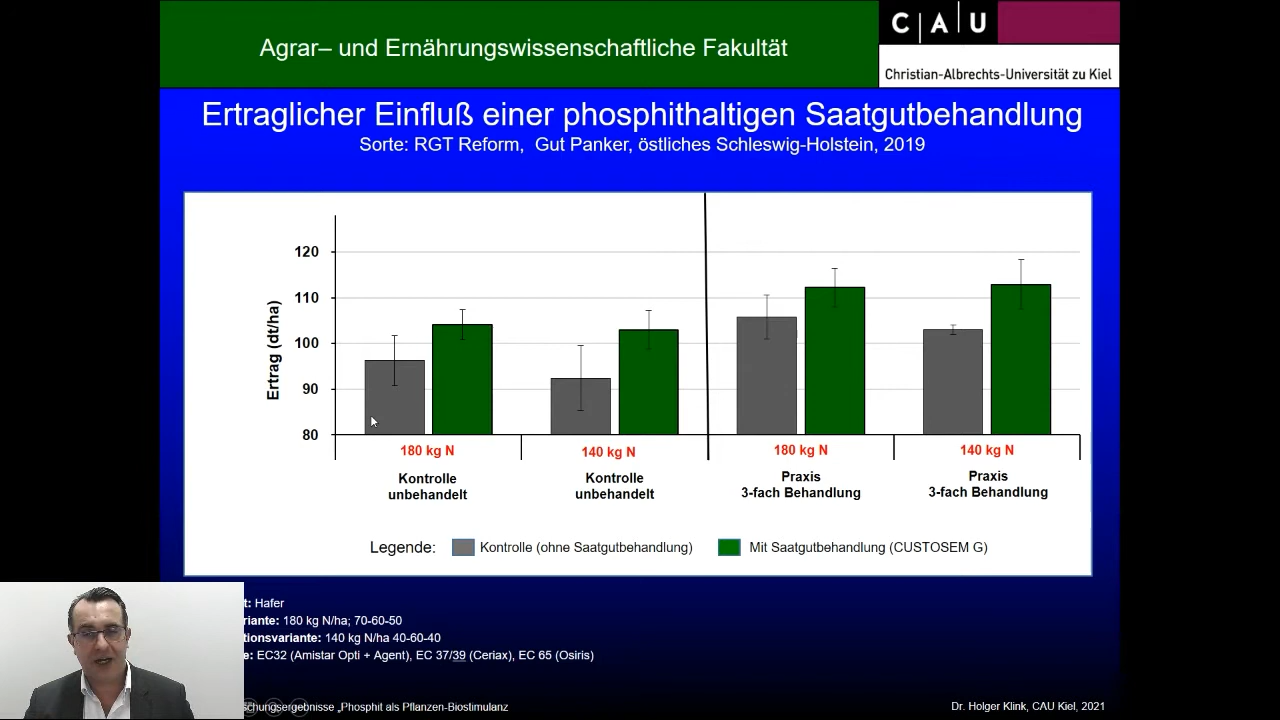 Agrar– und Ernährungswissenschaftliche Fakultät
C|A|U
Christian-Albrechts-Universität zu Kiel
Ertraglicher Einfluß einer phosphithaltigen Saatgutbehandlung
Sorte: RGT Reform, Gut Panker, östliches Schleswig-Holstein, 2019
Ertrag (dt/ha)
120
110
100
90
80
180 kg N 140 kg N 180 kg N 140 kg N
Kontrolle Kontrolle Praxis Praxis
unbehandelt unbehandelt 3-fach Behandlung 3-fach Behandlung
Legende: Kontrolle (ohne Saatgutbehandlung) Mit Saatgutbehandlung (CUSTOSEM G)
t: Hafer
riante: 180 kg N/ha; 70-60-50
tionsvariante: 140 kg N/ha 40-60-40
e: EC32 (Amistar Opti + Agent), EC 37/39 (Ceriax), EC 65 (Osiris)
schungsergebnisse „Phosphit als Pflanzen-Biostimulanz
Dr. Holger Klink, CAU Kiel, 2021